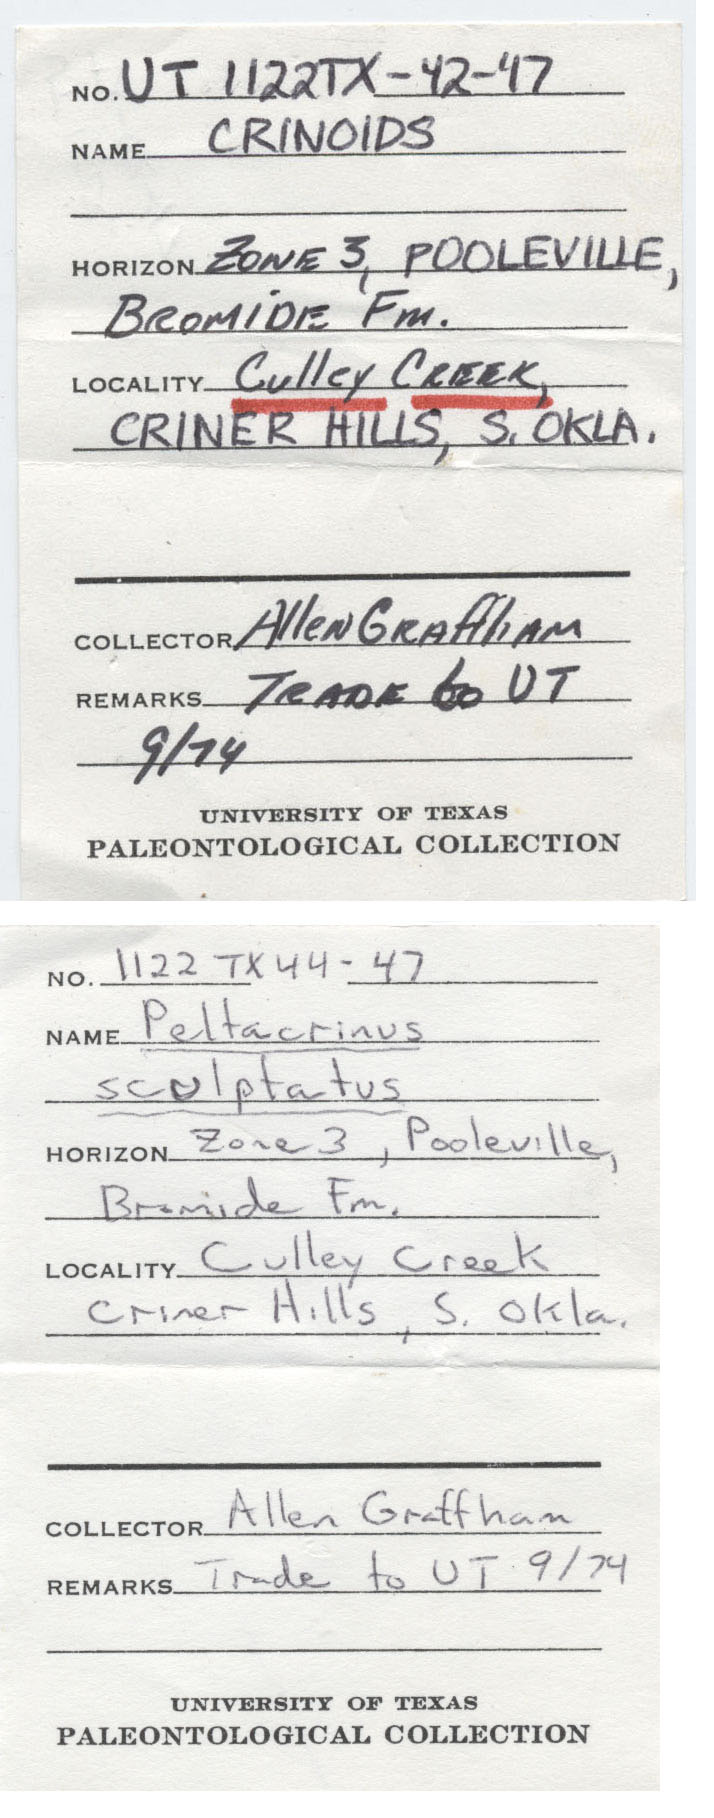 NO. UT 1122TX-42-47
NAME CRINOIDS
HORIZON ZONE 3, POOLEVILLE,
BROMIDE Fm.
LOCALITY Culley CREEK,
CRINER HILLS, S. OKLA.
COLLECTOR Allen GRAffHAM
REMARKS TRADE to UT
9/74
UNIVERSITY OF TEXAS
PALEONTOLOGICAL COLLECTION
NO. 1122 TX44-47
NAME Peltacrinus
sculptatus
HORIZON Zone 3, Pooleville,
Bromide Fm.
LOCALITY Culley Creek
Criner Hills, S. Okla.
COLLECTOR Allen Graffham
REMARKS Trade to UT 9/74
UNIVERSITY OF TEXAS
PALEONTOLOGICAL COLLECTION